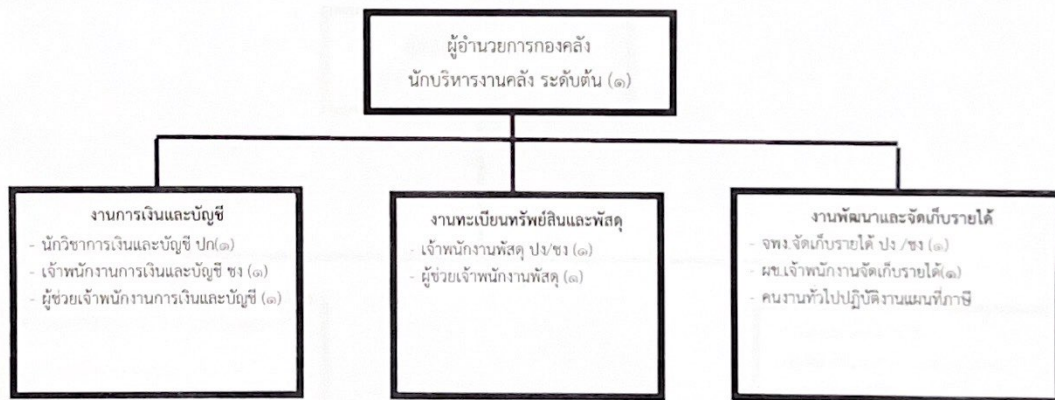 ผู้อำนวยการกองคลัง
นักบริหารงานคลัง ระดับต้น (๑)
งานการเงินและบัญชี
- นักวิชาการเงินและบัญชี ปก(๑)
- เจ้าพนักงานการเงินและบัญชี ชง (๑)
- ผู้ช่วยเจ้าพนักงานการเงินและบัญชี (๑)
งานทะเบียนทรัพย์สินและพัสดุ
- เจ้าพนักงานพัสดุ ปง/ชง (๑)
- ผู้ช่วยเจ้าพนักงานพัสดุ (๑)
งานพัฒนาและจัดเก็บรายได้
- จพง.จัดเก็บรายได้ ปง /ชง (๑)
- ผช.เจ้าพนักงานจัดเก็บรายได้(๑)
- คนงานทั่วไปปฏิบัติงานแผนที่ภาษี